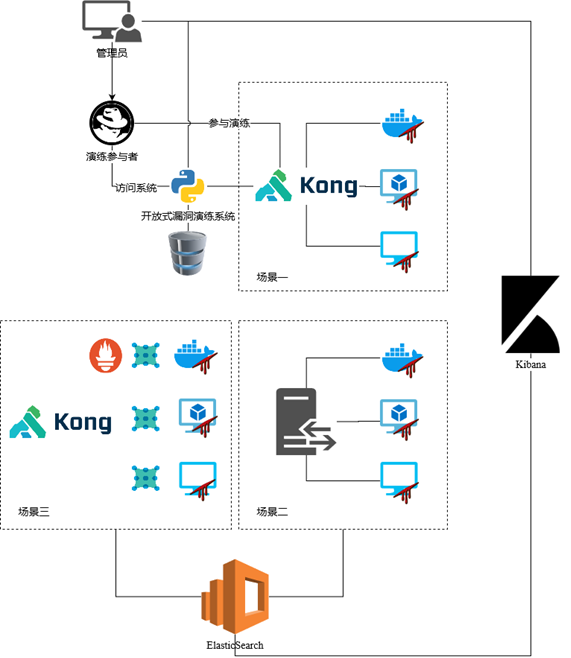 管理员
参与演练
演练参与者
访问系统
Kong
开放式漏洞演练系统
场景一
Kibana
Kong
场景三
场景二
ElasticSearch